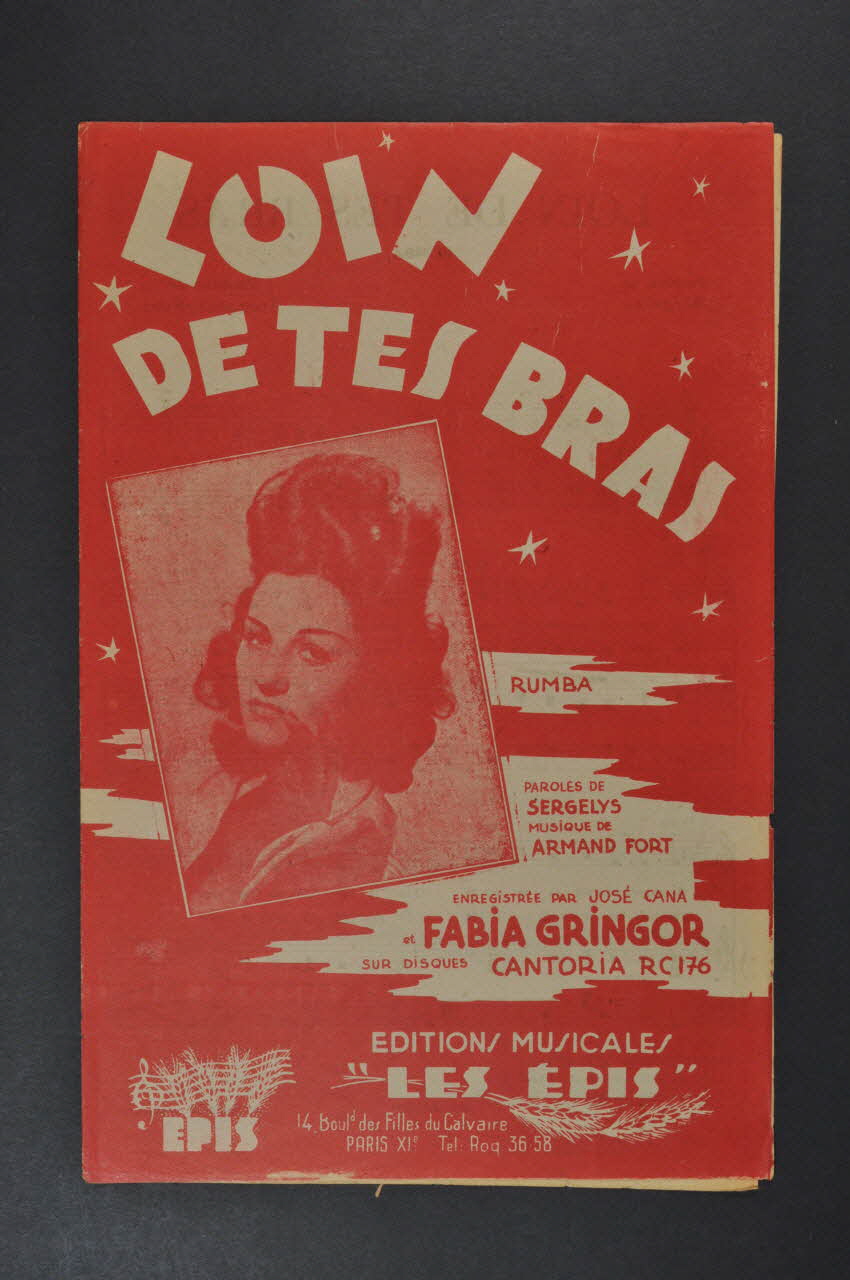 LOIN
DE TES BRAS
RUMBA
PAROLES DE
SERGELYS
MUSIQUE DE
ARMAND FORT
ENREGISTRÉE PAR JOSÉ CANA
et FABIA GRINGOR
SUR DISQUES CANTORIA RC176
EDITIONS MUSICALES
"LES ÉPIS"
EPIS
14, Boulᵈ des Filles du Calvaire
PARIS XIᵉ Tel: Roq 36-58